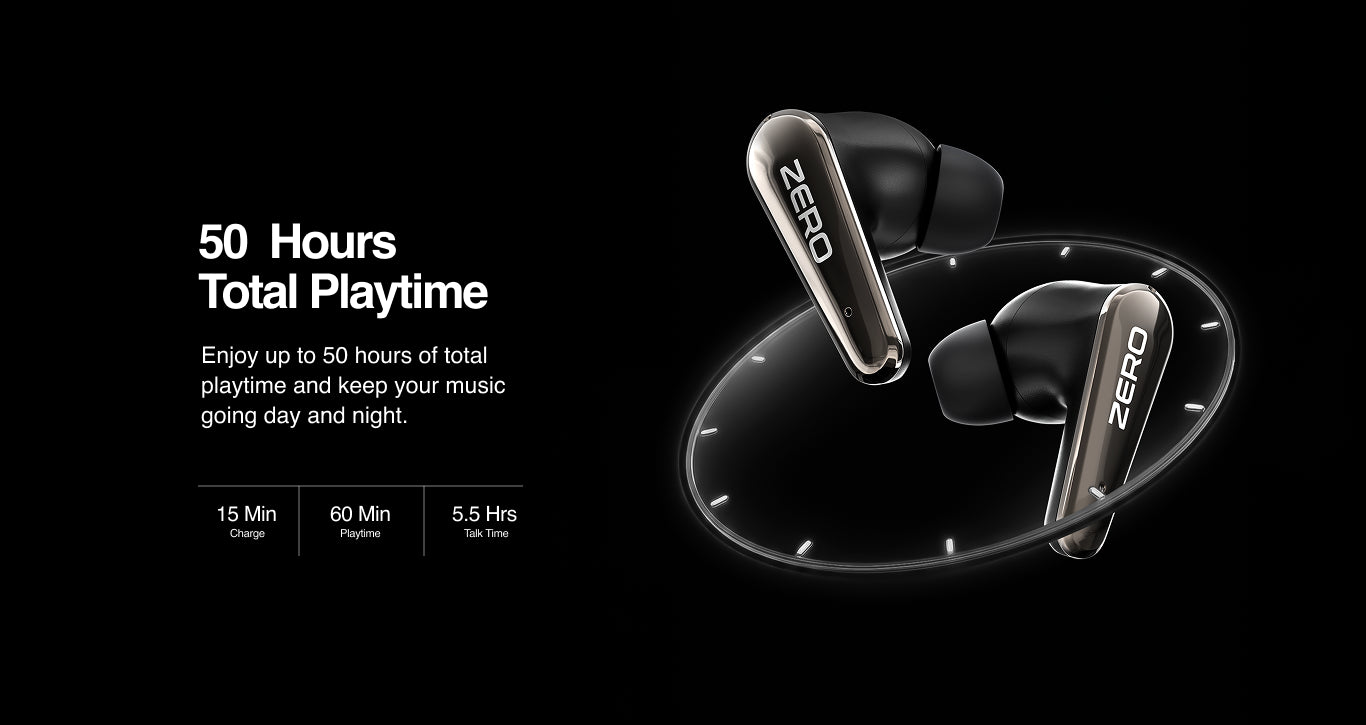 50 Hours
Total Playtime
Enjoy up to 50 hours of total
playtime and keep your music
going day and night.
15 Min
Charge
60 Min
Playtime
5.5 Hrs
Talk Time
ZERO
ZERO